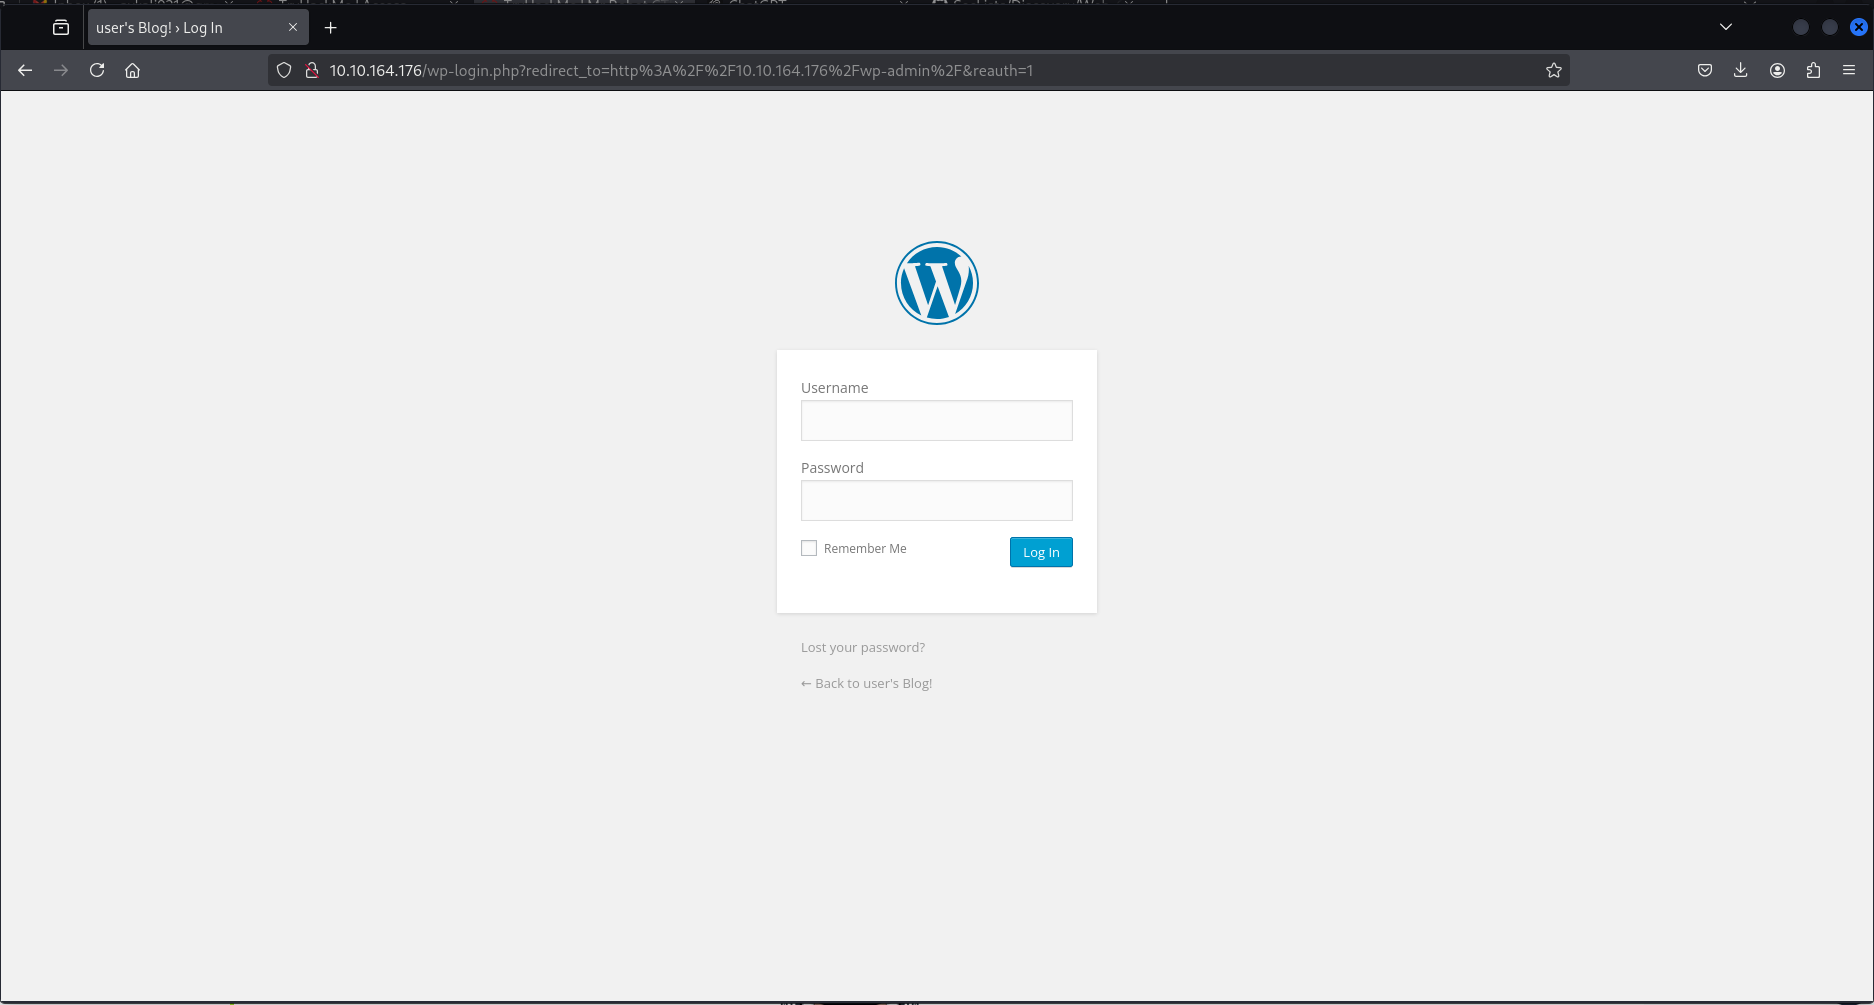 user's Blog! › Log In
10.10.164.176/wp-login.php?redirect_to=http%3A%2F%2F10.10.164.176%2Fwp-admin%2F&reauth=1
Username
Password
Remember Me
Log In
Lost your password?
← Back to user's Blog!